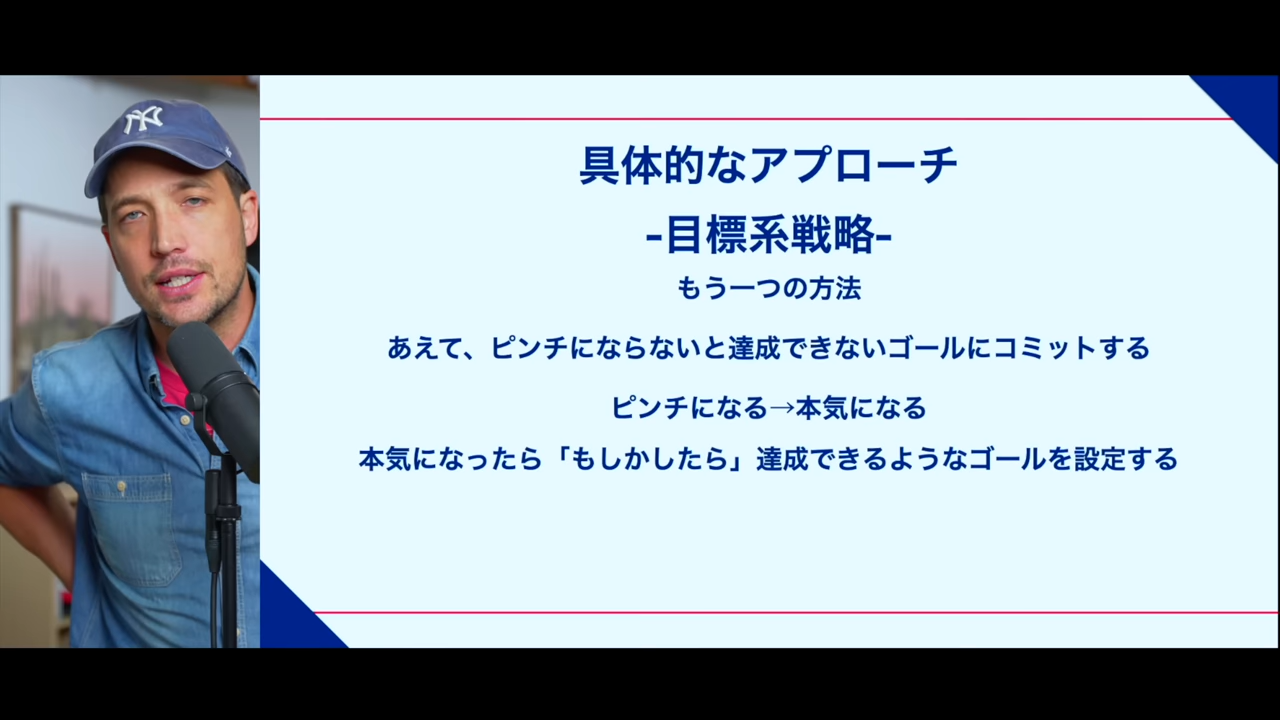 NY
具体的なアプローチ
-目標系戦略-
もう一つの方法
あえて、ピンチにならないと達成できないゴールにコミットする
ピンチになる→本気になる
本気になったら「もしかしたら」達成できるようなゴールを設定する